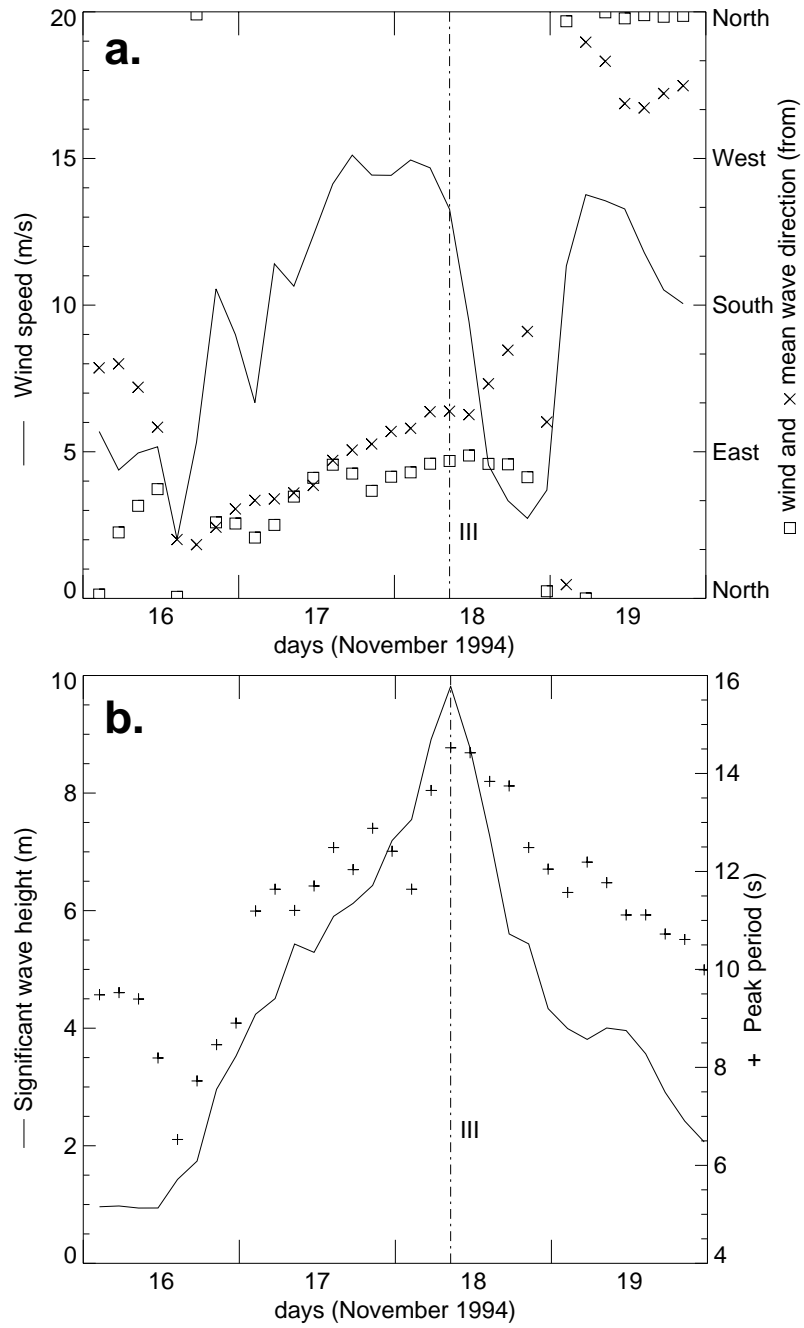 a.
20
15
10
5
0
Wind speed (m/s)
North
West
South
East
North
wind and mean wave direction (from)
III
16 17 18 19
days (November 1994)
b.
10
8
6
4
2
0
Significant wave height (m)
16
14
12
10
8
6
4
Peak period (s)
III
16 17 18 19
days (November 1994)